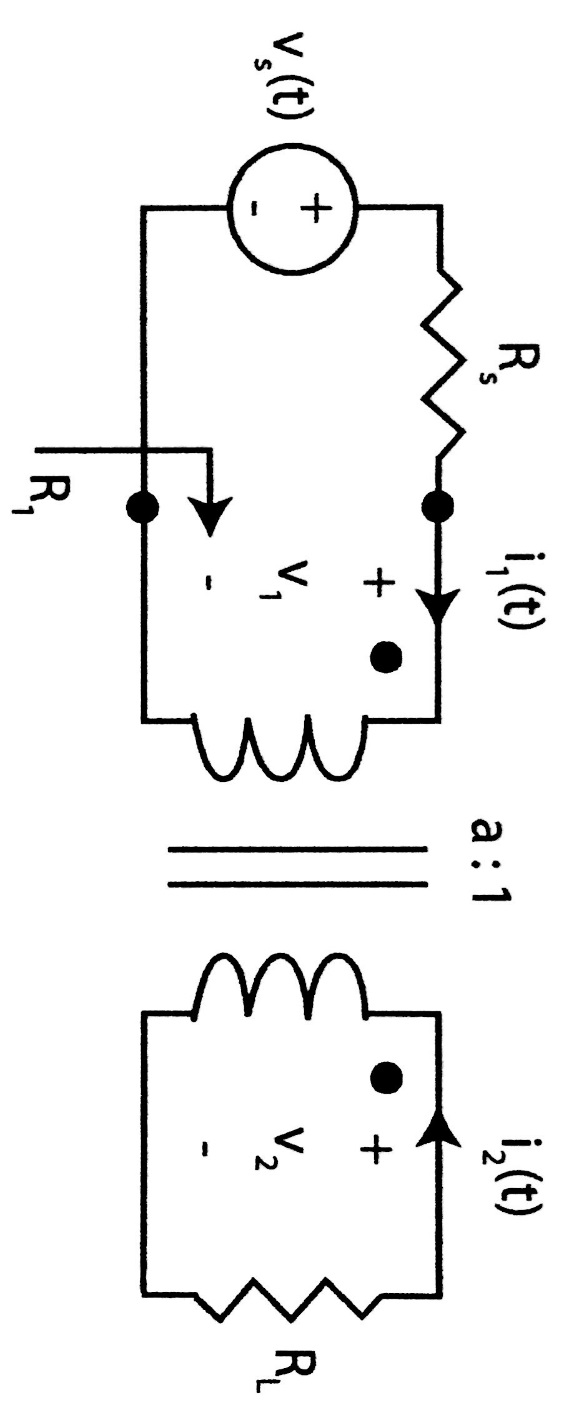 R_s
i_1(t)
a : 1
i_2(t)
v_s(t)
+
-
+
v_1
-
+
v_2
-
R_1
R_L